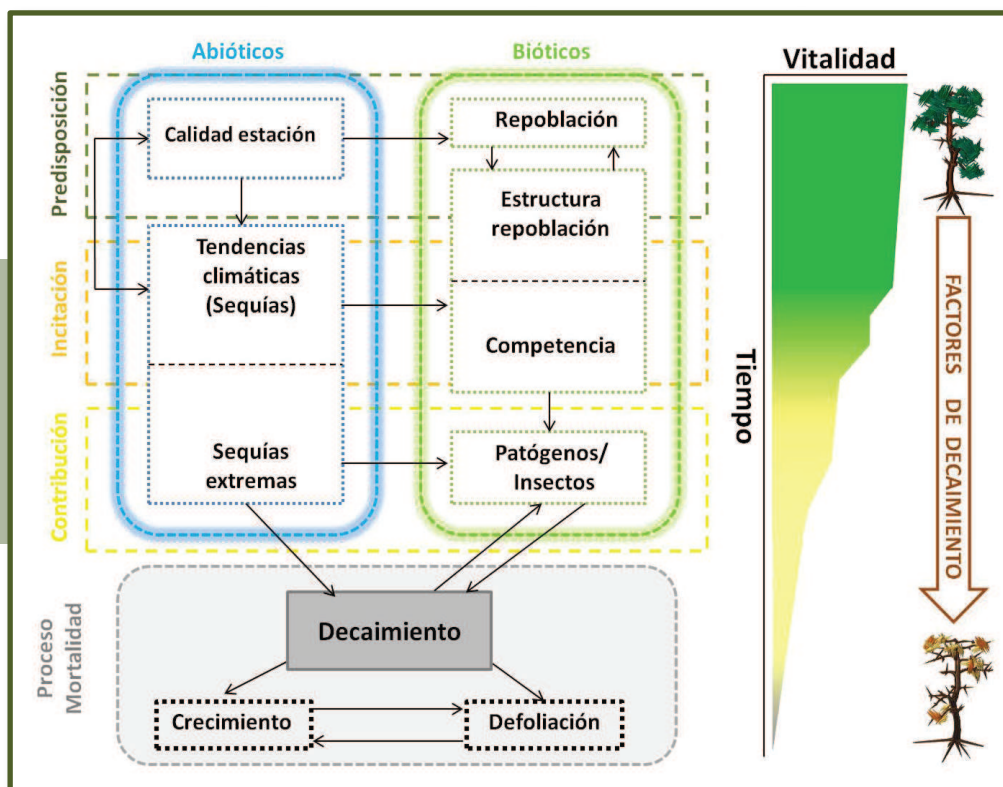 Abióticos
Bióticos
Vitalidad
Predisposición
Calidad estación
Repoblación
Estructura
repoblación
Incitación
Tendencias
climáticas
(Sequías)
Competencia
Contribución
Sequías
extremas
Patógenos/
Insectos
Tiempo
FACTORES DE DECAIMIENTO
Proceso
Mortalidad
Decaimiento
Crecimiento
Defoliación